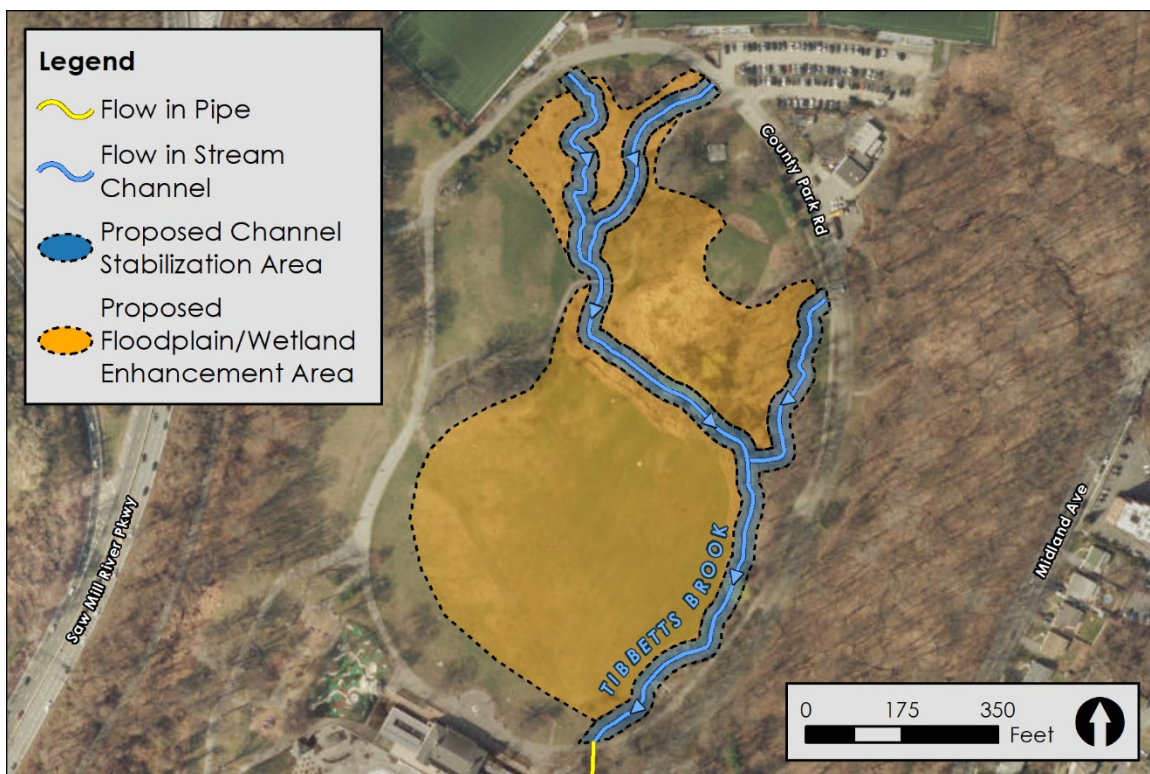 Legend
Flow in Pipe
Flow in Stream
Channel
Proposed Channel
Stabilization Area
Proposed
Floodplain/Wetland
Enhancement Area
County Park Rd
Saw Mill River Pkwy
Midland Ave
TIBBETTS BROOK
0 175 350
Feet